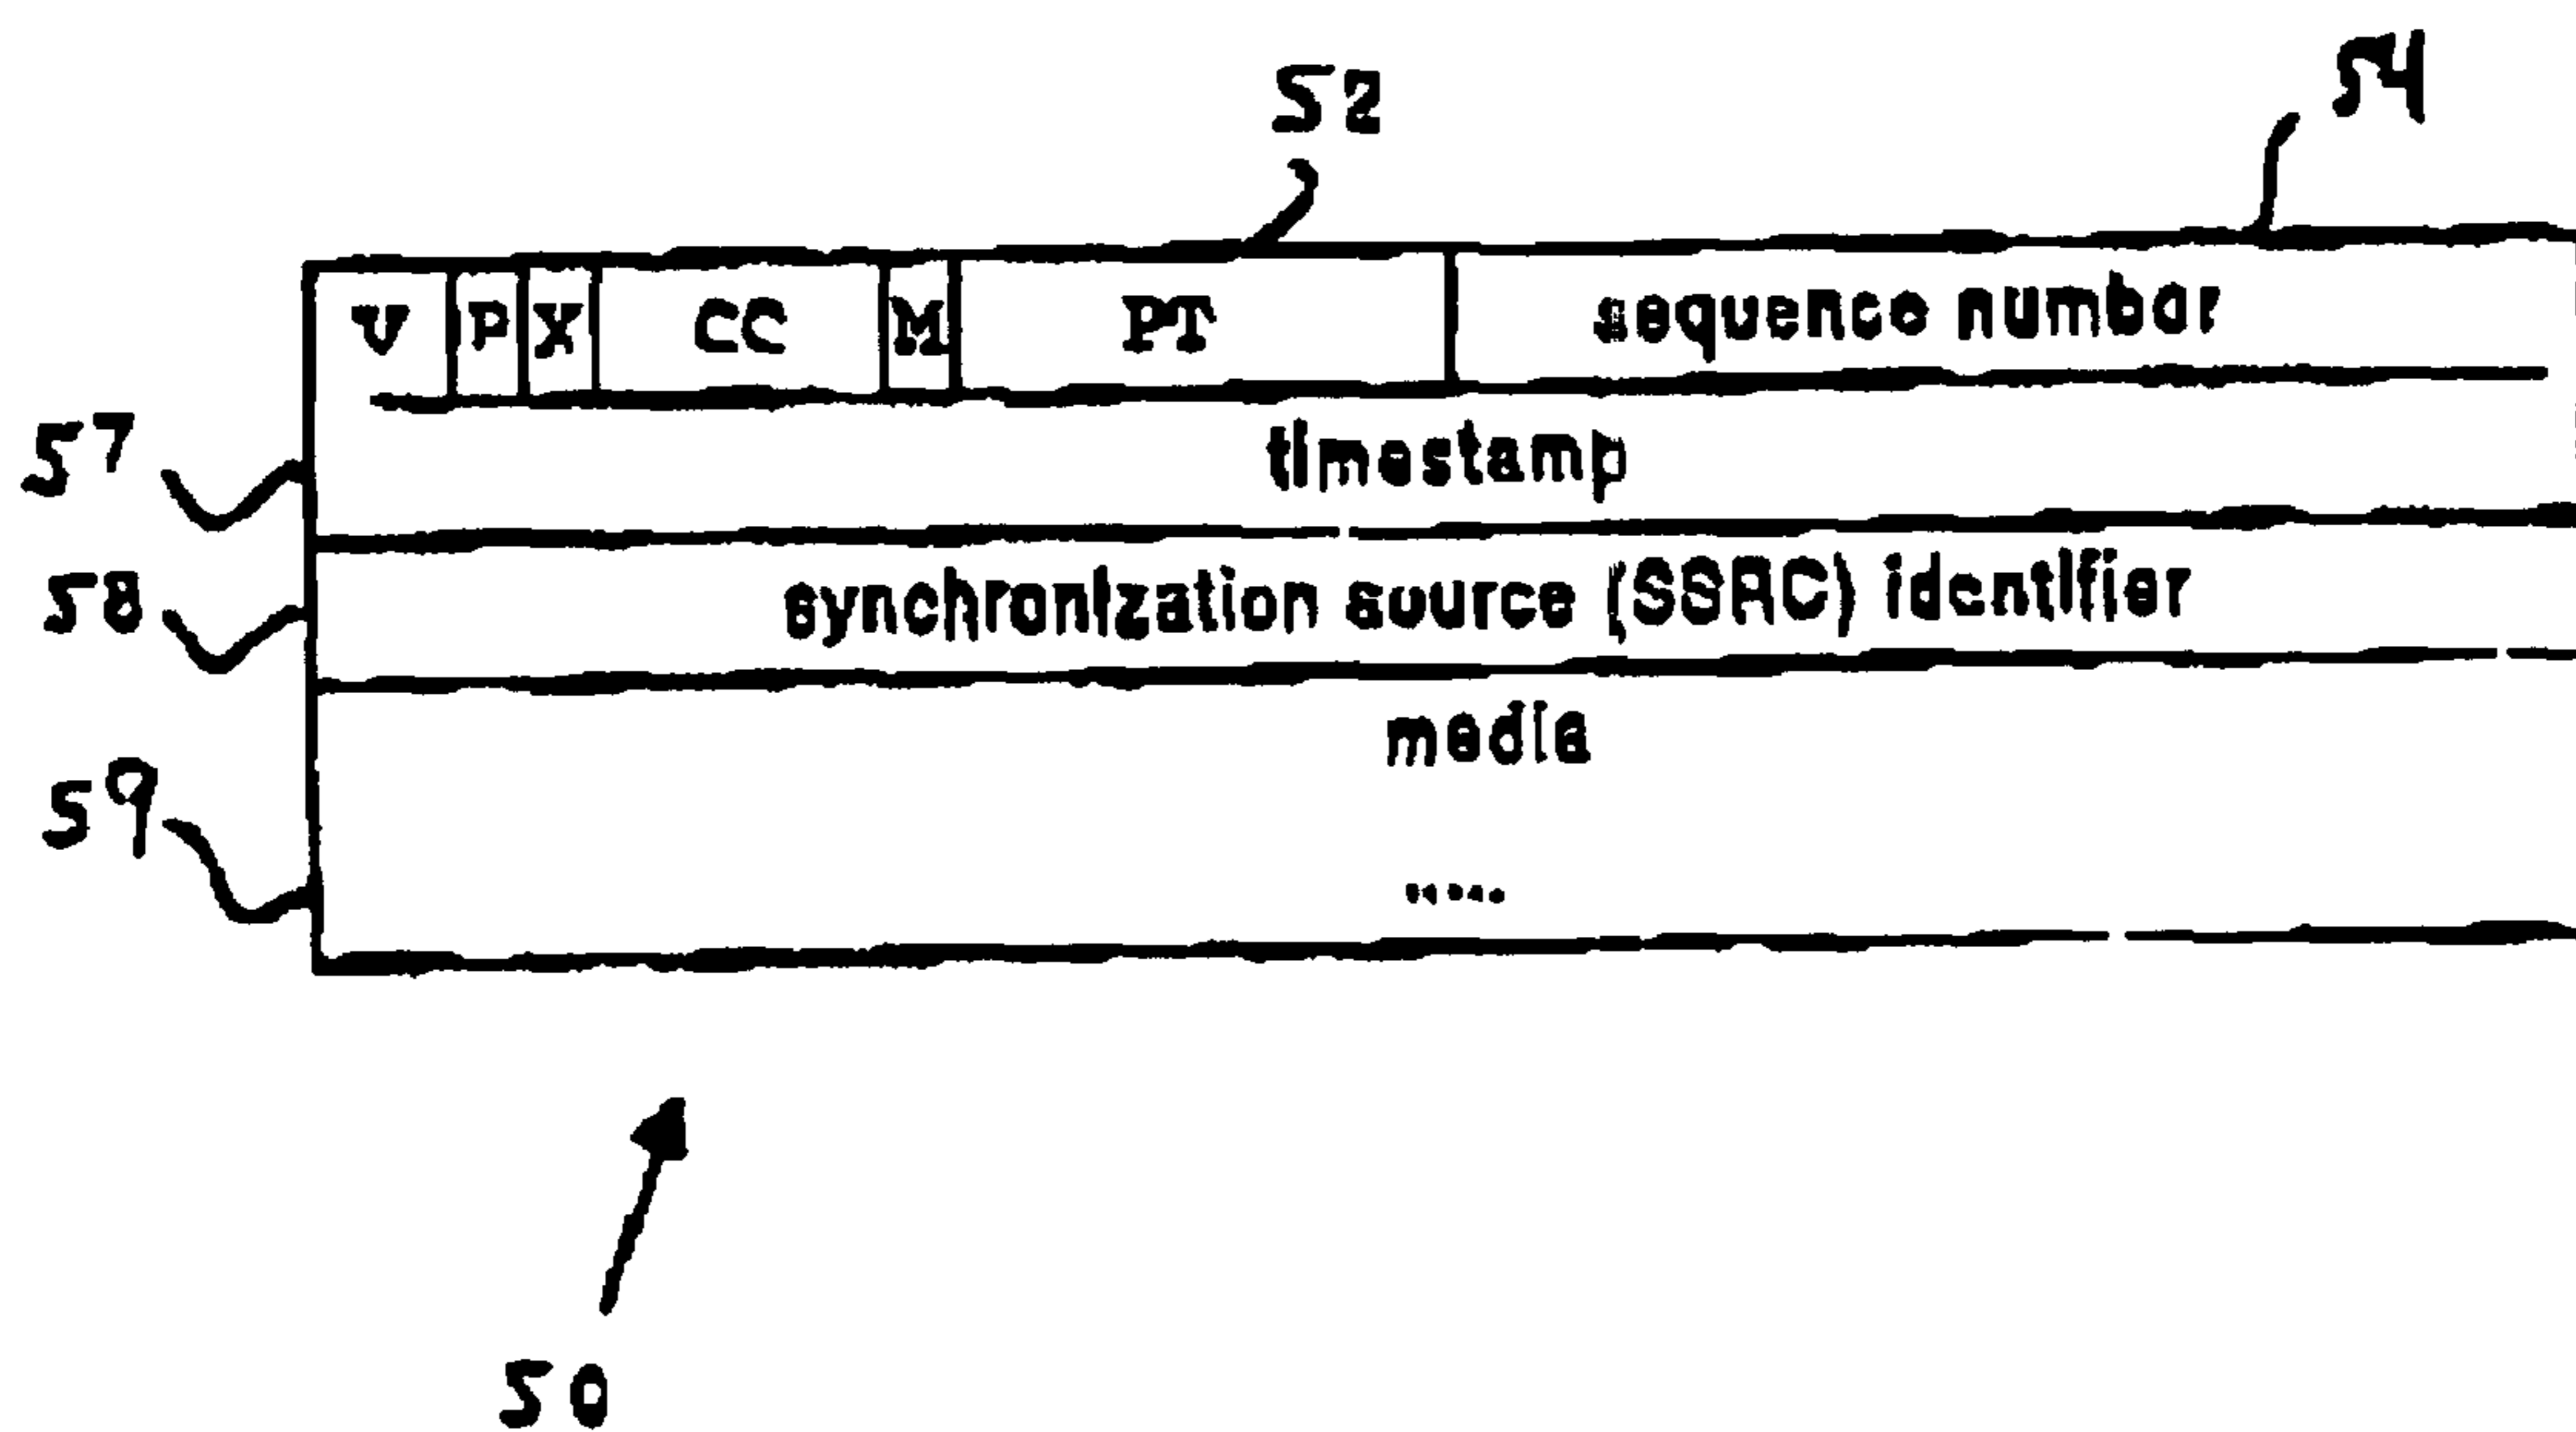 52 54
V P X CC M PT sequence number
57 timestamp
58 synchronization source (SSRC) identifier
media
59 .....
50